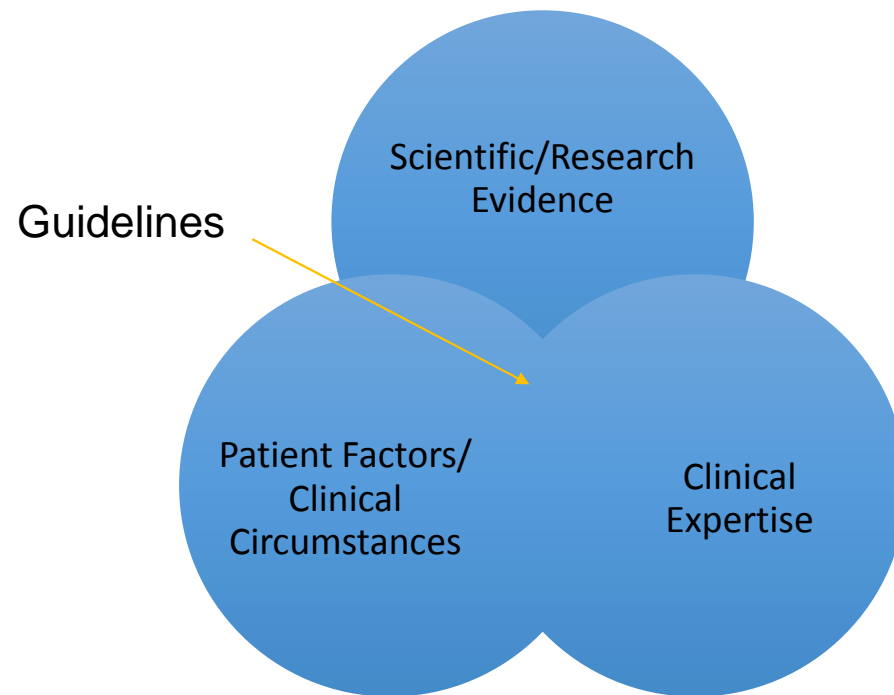 Scientific/Research
Evidence
Guidelines
Patient Factors/
Clinical
Circumstances
Clinical
Expertise